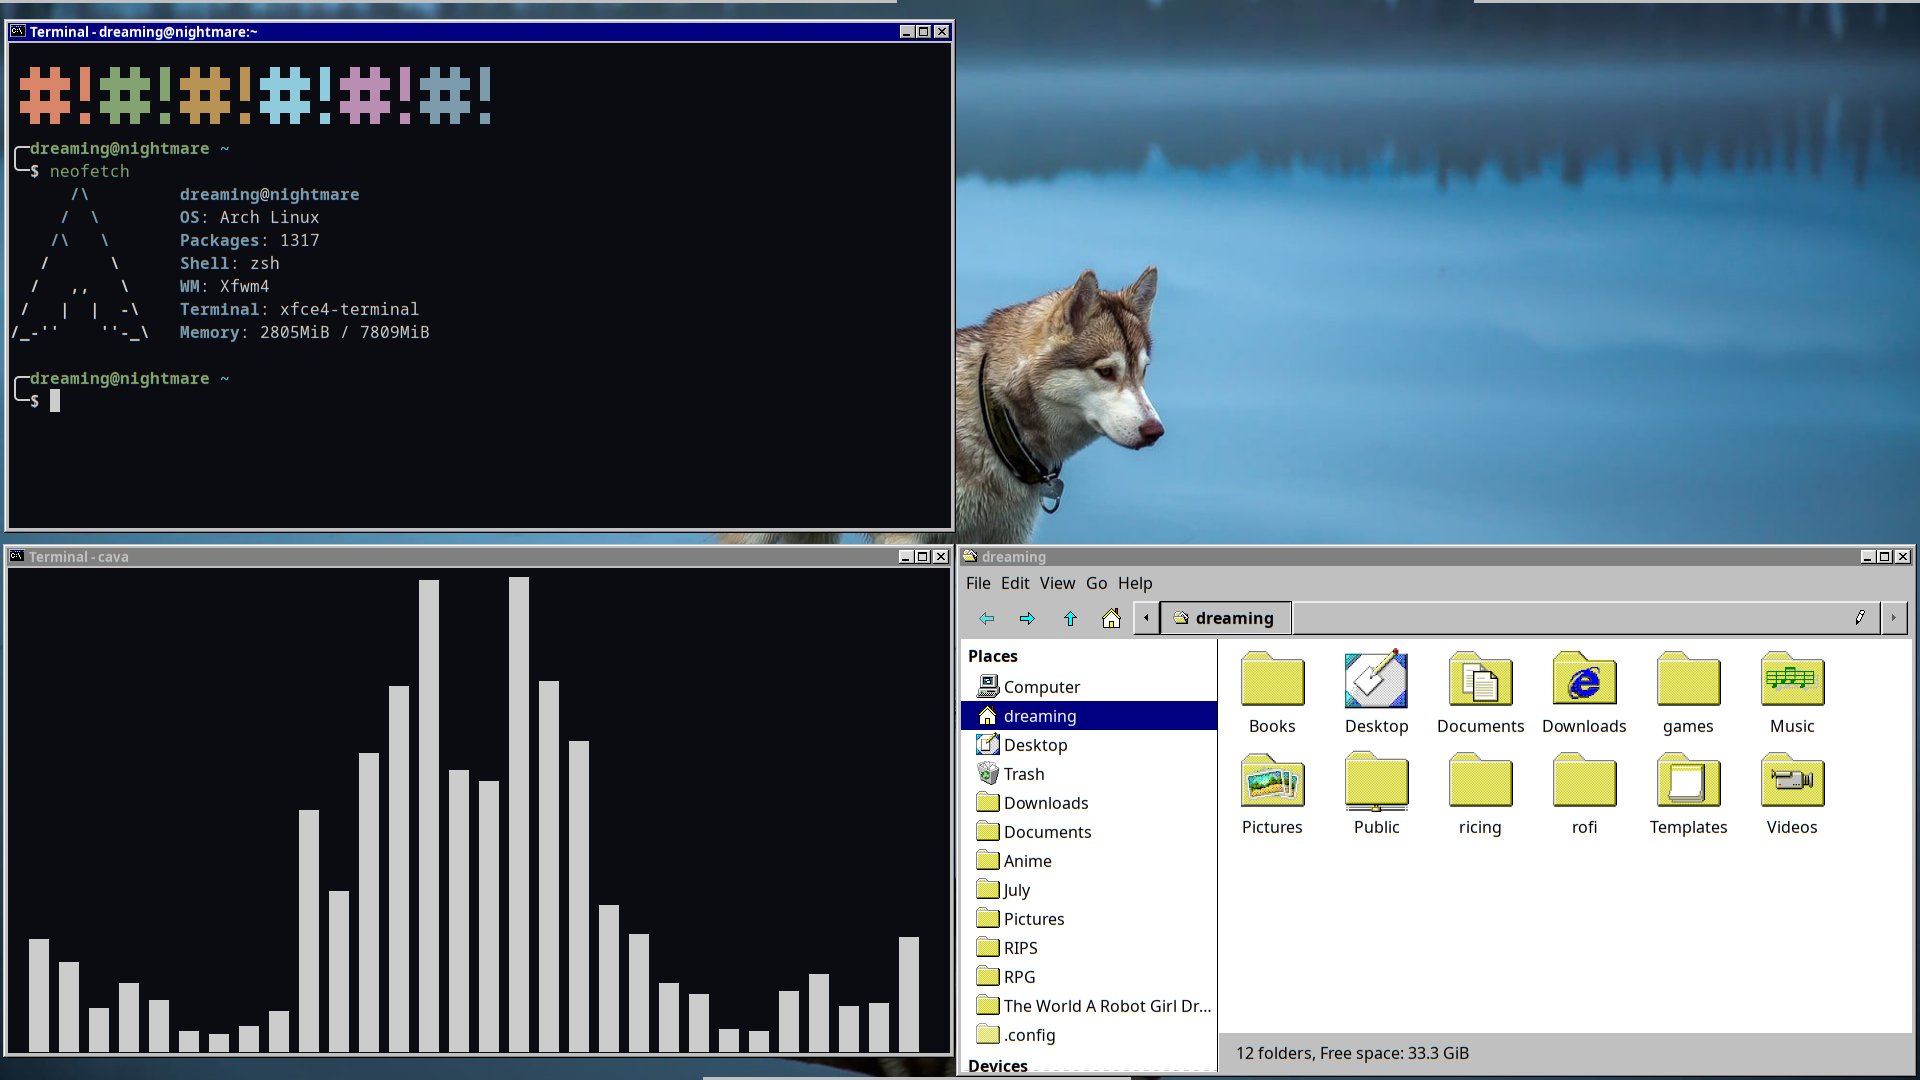 Terminal - dreaming@nightmare:~
#!#!#!#!#!#!
dreaming@nightmare ~
$ neofetch
dreaming@nightmare
OS: Arch Linux
Packages: 1317
Shell: zsh
WM: Xfwm4
Terminal: xfce4-terminal
Memory: 2805MiB / 7809MiB
dreaming@nightmare ~
$
Terminal - cava
dreaming
File Edit View Go Help
dreaming
Places
Computer
dreaming
Desktop
Trash
Downloads
Documents
Anime
July
Pictures
RIPS
RPG
The World A Robot Girl Dr...
.config
Devices
Books Desktop Documents Downloads games Music
Pictures Public ricing rofi Templates Videos
12 folders, Free space: 33.3 GiB